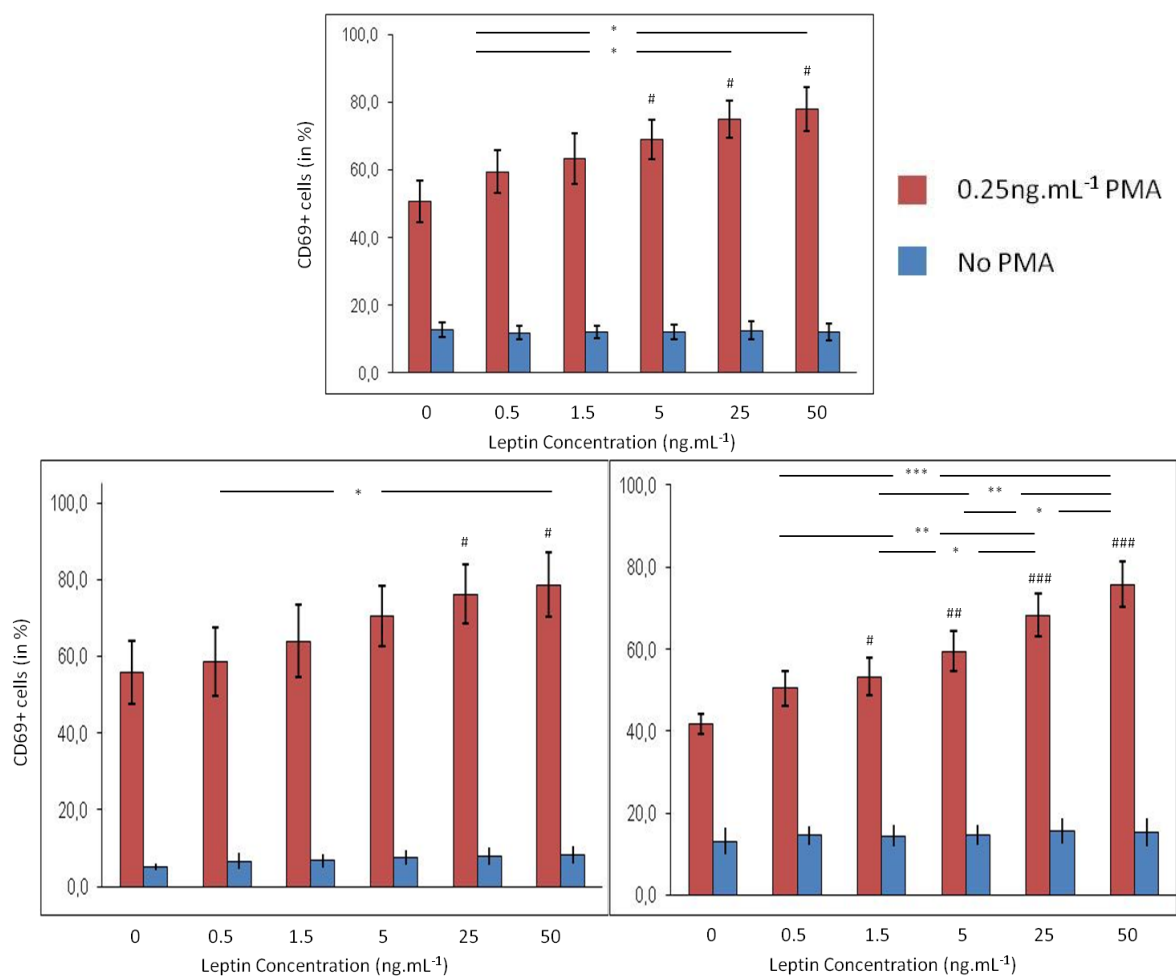 *
*
# # #
100,0
80,0
60,0
40,0
20,0
0,0
CD69+ cells (in %)
0 0.5 1.5 5 25 50
Leptin Concentration (ng.mL⁻¹)
0.25ng.mL⁻¹ PMA
No PMA
*
# #
100,0
80,0
60,0
40,0
20,0
0,0
CD69+ cells (in %)
0 0.5 1.5 5 25 50
Leptin Concentration (ng.mL⁻¹)
***
**
*
**
*
# ## ### ###
100,0
80,0
60,0
40,0
20,0
0,0
0 0.5 1.5 5 25 50
Leptin Concentration (ng.mL⁻¹)